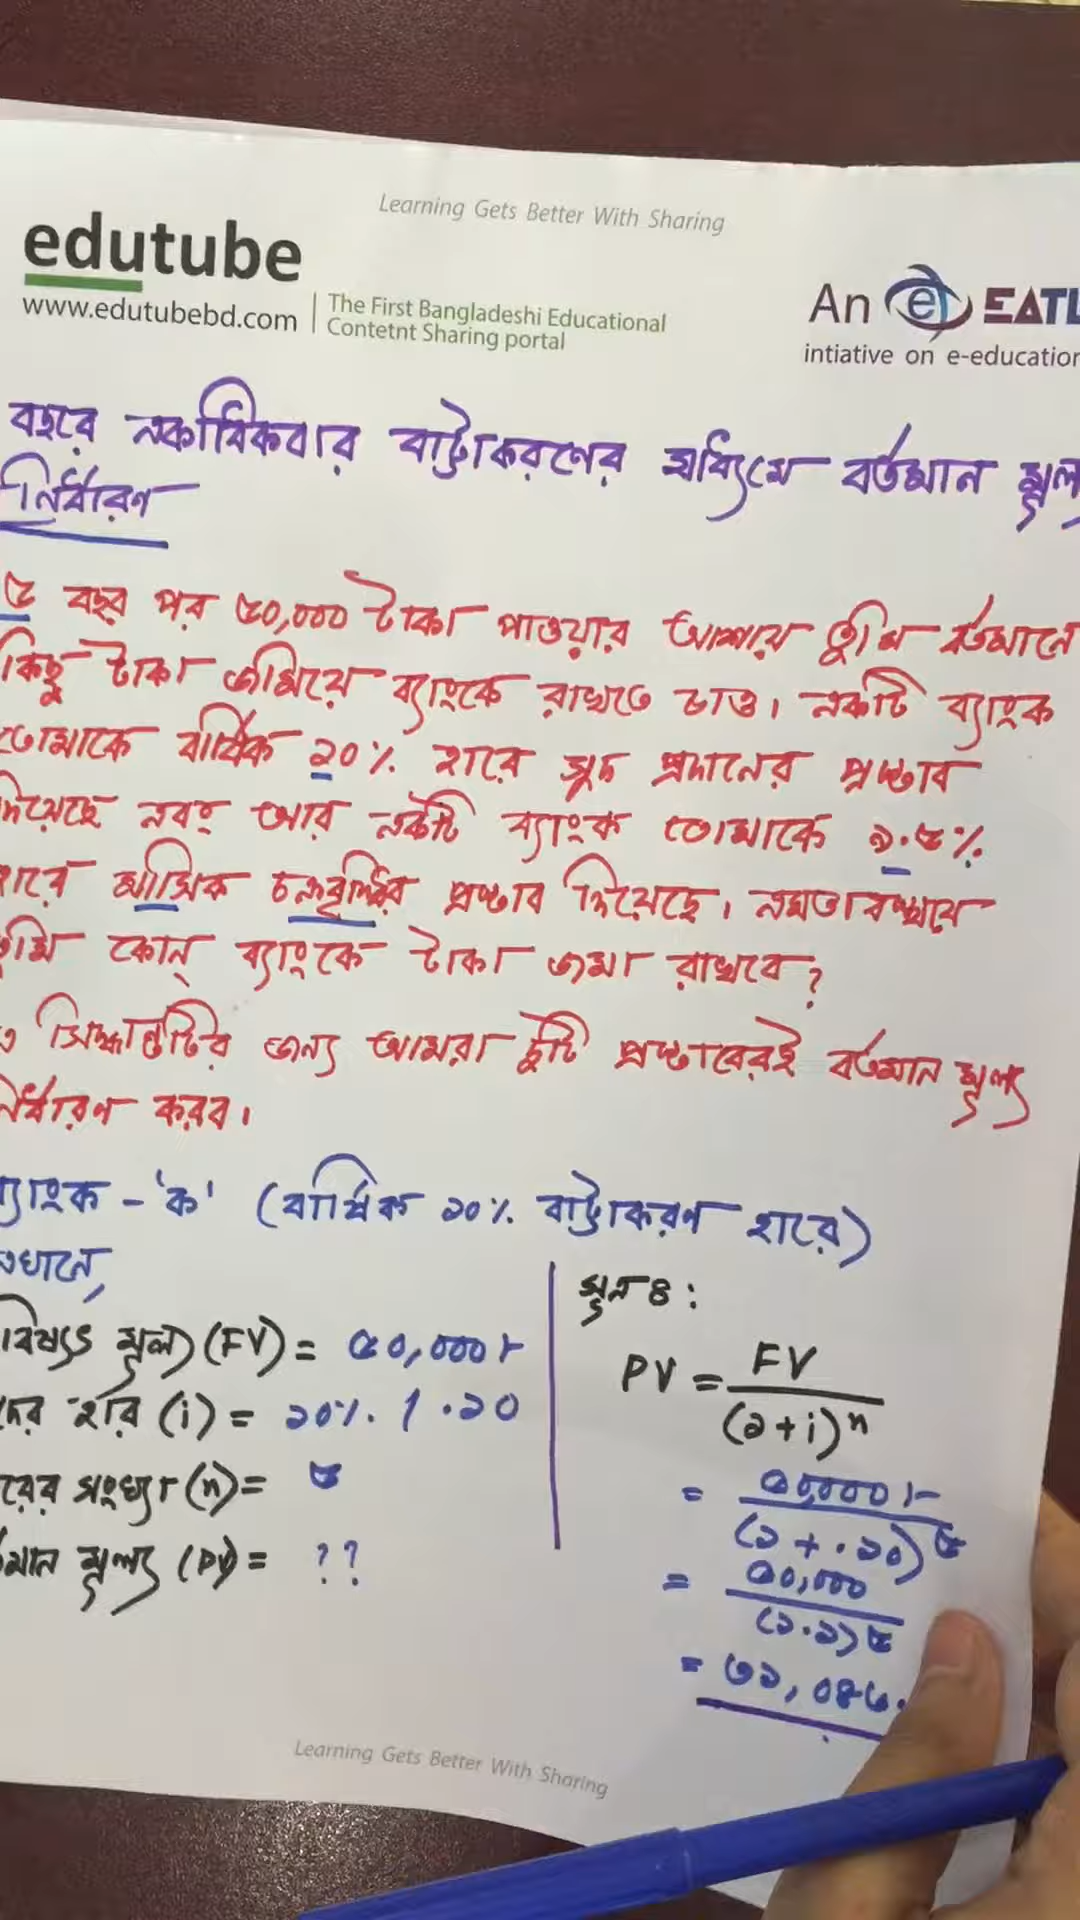 Learning Gets Better With Sharing
edutube
www.edutubebd.com
The First Bangladeshi Educational
Contetnt Sharing portal
An e EATL
intiative on e-education
বছরে একাধিকবার বাট্টাকরণের মাধ্যমে বর্তমান মূল্য
নির্ধারণ
৫ বছর পর ৫০,০০০ টাকা পাওয়ার আশায় তুমি বর্তমানে
কিছু টাকা জমিয়ে ব্যাংকে রাখতে চাও। একটি ব্যাংক
তোমাকে বার্ষিক ১০% হারে সুদ প্রদানের প্রস্তাব
দিয়েছে এবং আর একটি ব্যাংক তোমাকে ৯.৫%
হারে মাসিক চক্রবৃদ্ধির প্রস্তাব দিয়েছে। এমতাবস্থায়
তুমি কোন্ ব্যাংকে টাকা জমা রাখবে?
এ সিদ্ধান্তটির জন্য আমরা দুটি প্রস্তাবেরই বর্তমান মূল্য
নির্ধারণ করব।
ব্যাংক - 'ক' (বার্ষিক ১০% বাট্টাকরণ হারে)
এখানে,
ভবিষ্যৎ মূল্য (FV) = ৫০,০০০৲
সুদের হার (i) = ১০% / .১০
বছরের সংখ্যা (n) = ৫
বর্তমান মূল্য (PV) = ??
সূত্র ৪:
PV = FV
(১+i)ⁿ
= ৫০,০০০/-
(১ + .১০)৫
= ৫০,০০০
(১.১)৫
= ৩১,০৪৬.
Learning Gets Better With Sharing